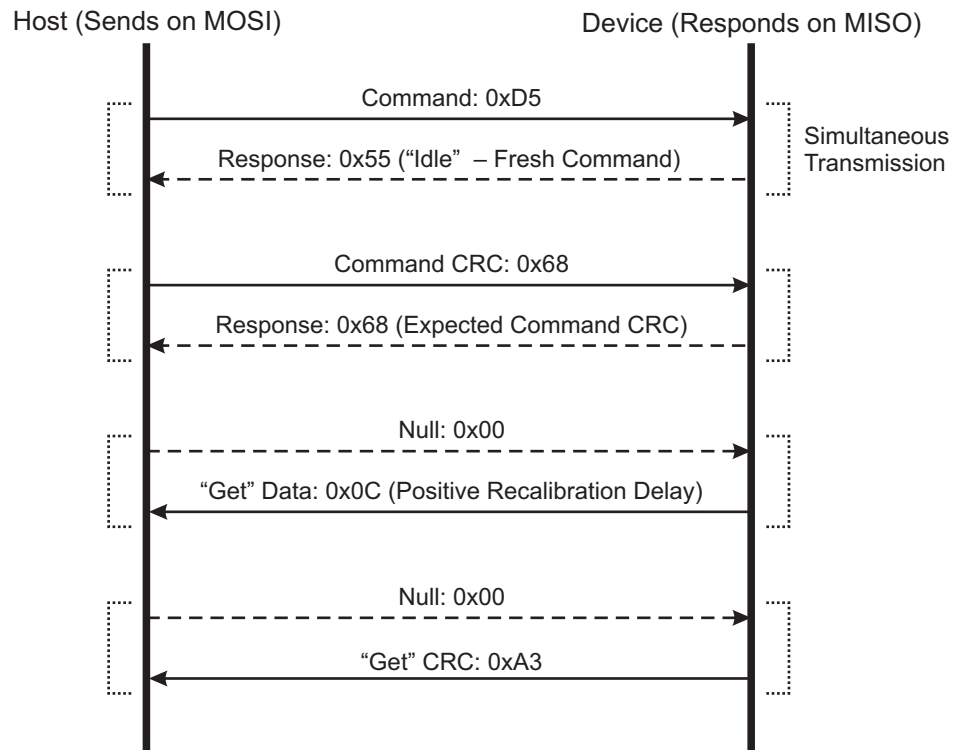 Host (Sends on MOSI)
Device (Responds on MISO)
Command: 0xD5
Response: 0x55 (“Idle” – Fresh Command)
Simultaneous
Transmission
Command CRC: 0x68
Response: 0x68 (Expected Command CRC)
Null: 0x00
“Get” Data: 0x0C (Positive Recalibration Delay)
Null: 0x00
“Get” CRC: 0xA3